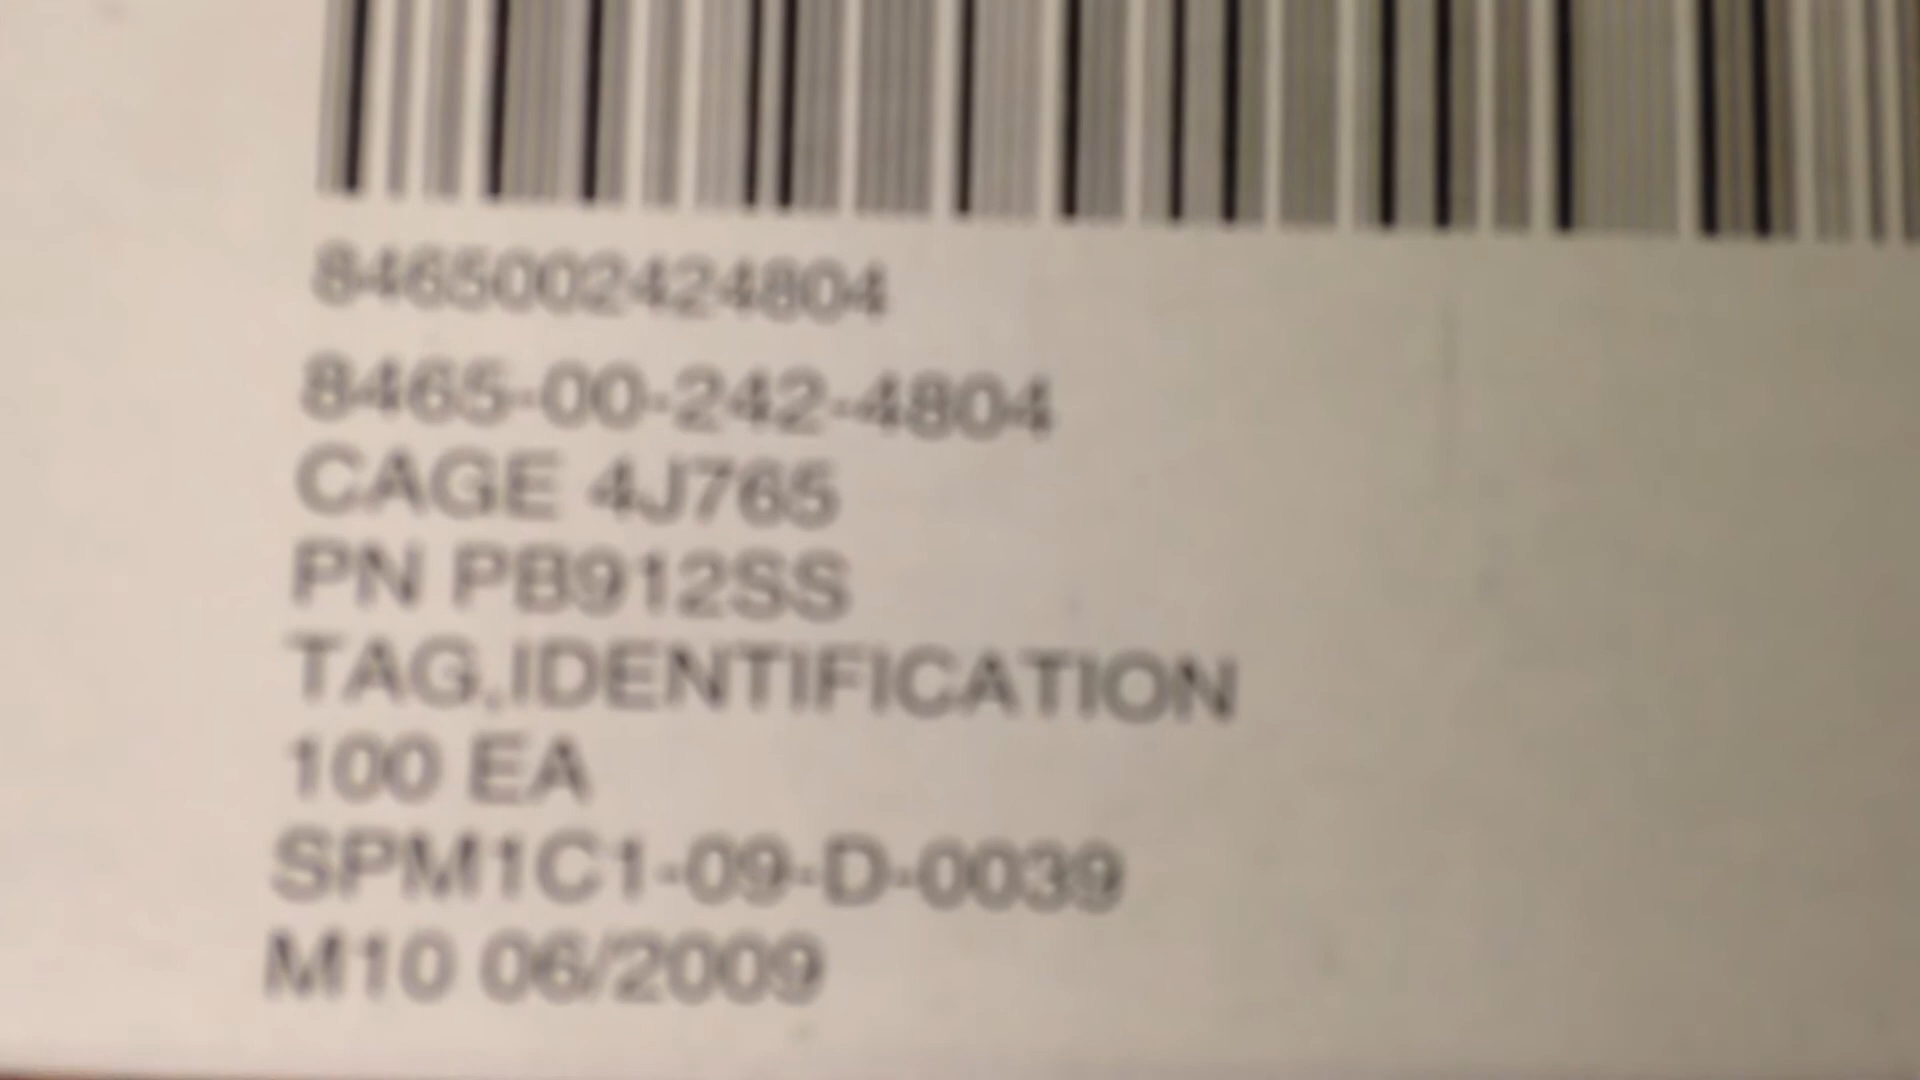 8465002424804
8465-00-242-4804
CAGE 4J765
PN PB912SS
TAG,IDENTIFICATION
100 EA
SPM1C1-09-D-0039
M10 06/2009